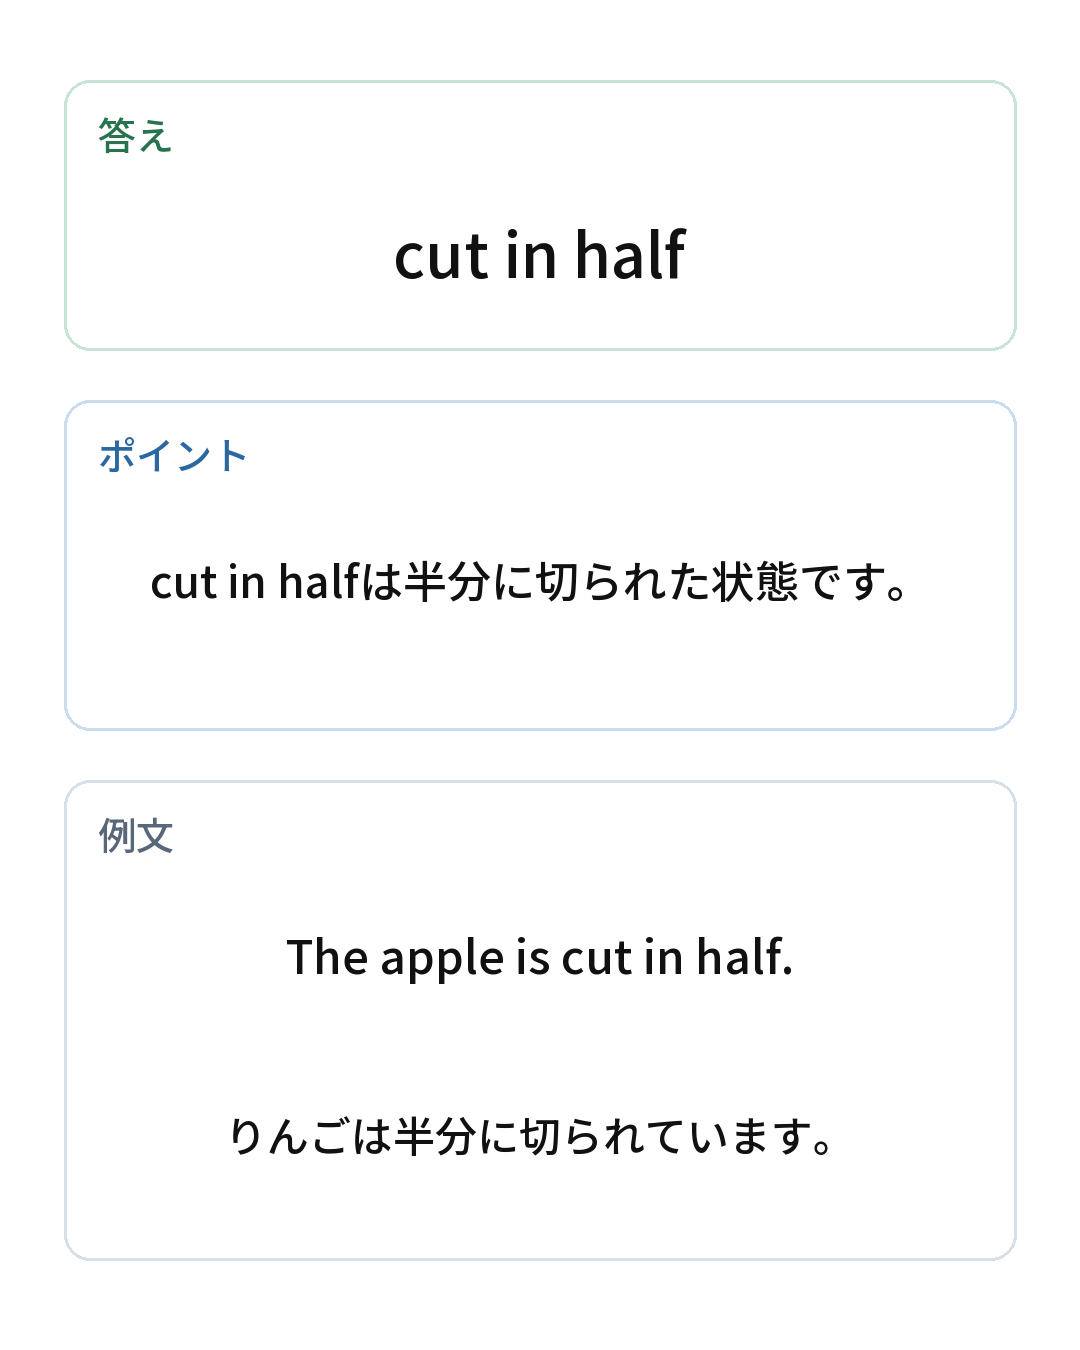 答え
cut in half
ポイント
cut in halfは半分に切られた状態です。
例文
The apple is cut in half.
りんごは半分に切られています。